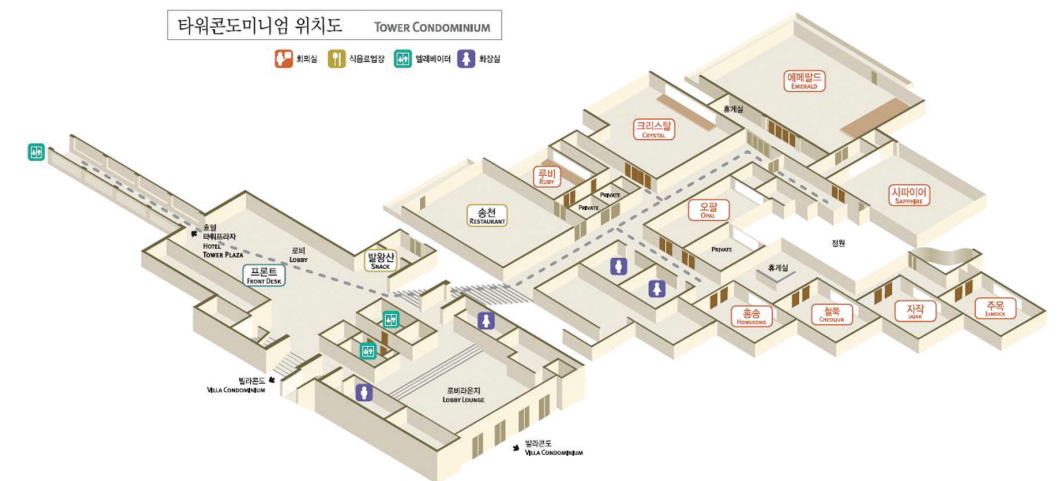 타워콘도미니엄 위치도 TOWER CONDOMINIUM
회의실 식음료업장 엘레베이터 화장실
에메랄드
EMERALD
휴게실
크리스탈
CRYSTAL
루비
RUBY
사파이어
SAPPHIRE
PRIVATE
PRIVATE
송천
RESTAURANT
오팔
OPAL
호텔
타워프라자
HOTEL
TOWER PLAZA
로비
LOBBY
발왕산
SNACK
PRIVATE
정원
프론트
FRONT DESK
휴게실
홍송
HONGSONG
철쭉
CHEOLJUK
자작
JAJAK
주목
JUMOCK
빌라콘도
VILLA CONDOMINIUM
로비라운지
LOBBY LOUNGE
빌라콘도
VILLA CONDOMINIUM